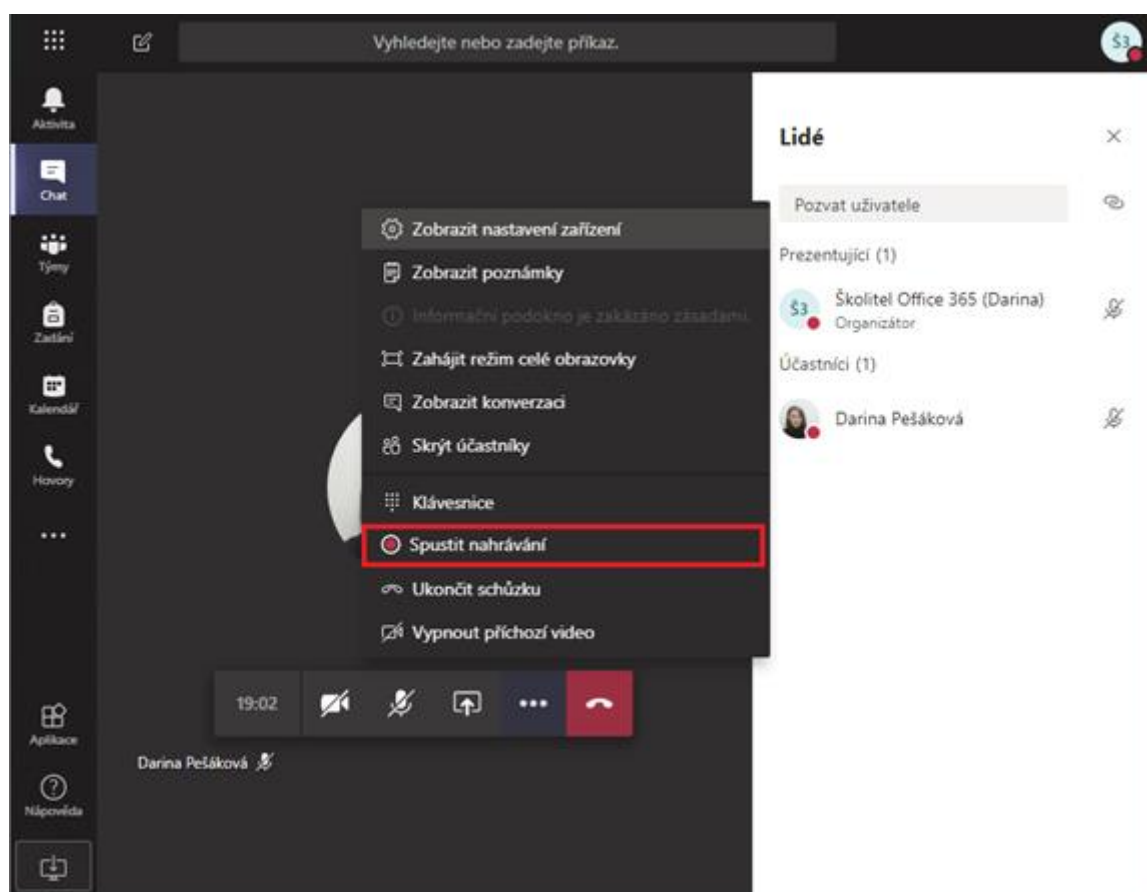 Vyhledejte nebo zadejte příkaz.
Š3
Aktivita
Chat
Týmy
Zadání
Kalendář
Hovory
Aplikace
Nápověda
Zobrazit nastavení zařízení
Zobrazit poznámky
Informační podokno je zakázáno zásadami.
Zahájit režim celé obrazovky
Zobrazit konverzaci
Skrýt účastníky
Klávesnice
Spustit nahrávání
Ukončit schůzku
Vypnout příchozí video
19:02
Darina Pešáková
Lidé
Pozvat uživatele
Prezentující (1)
Š3
Školitel Office 365 (Darina)
Organizátor
Účastníci (1)
Darina Pešáková